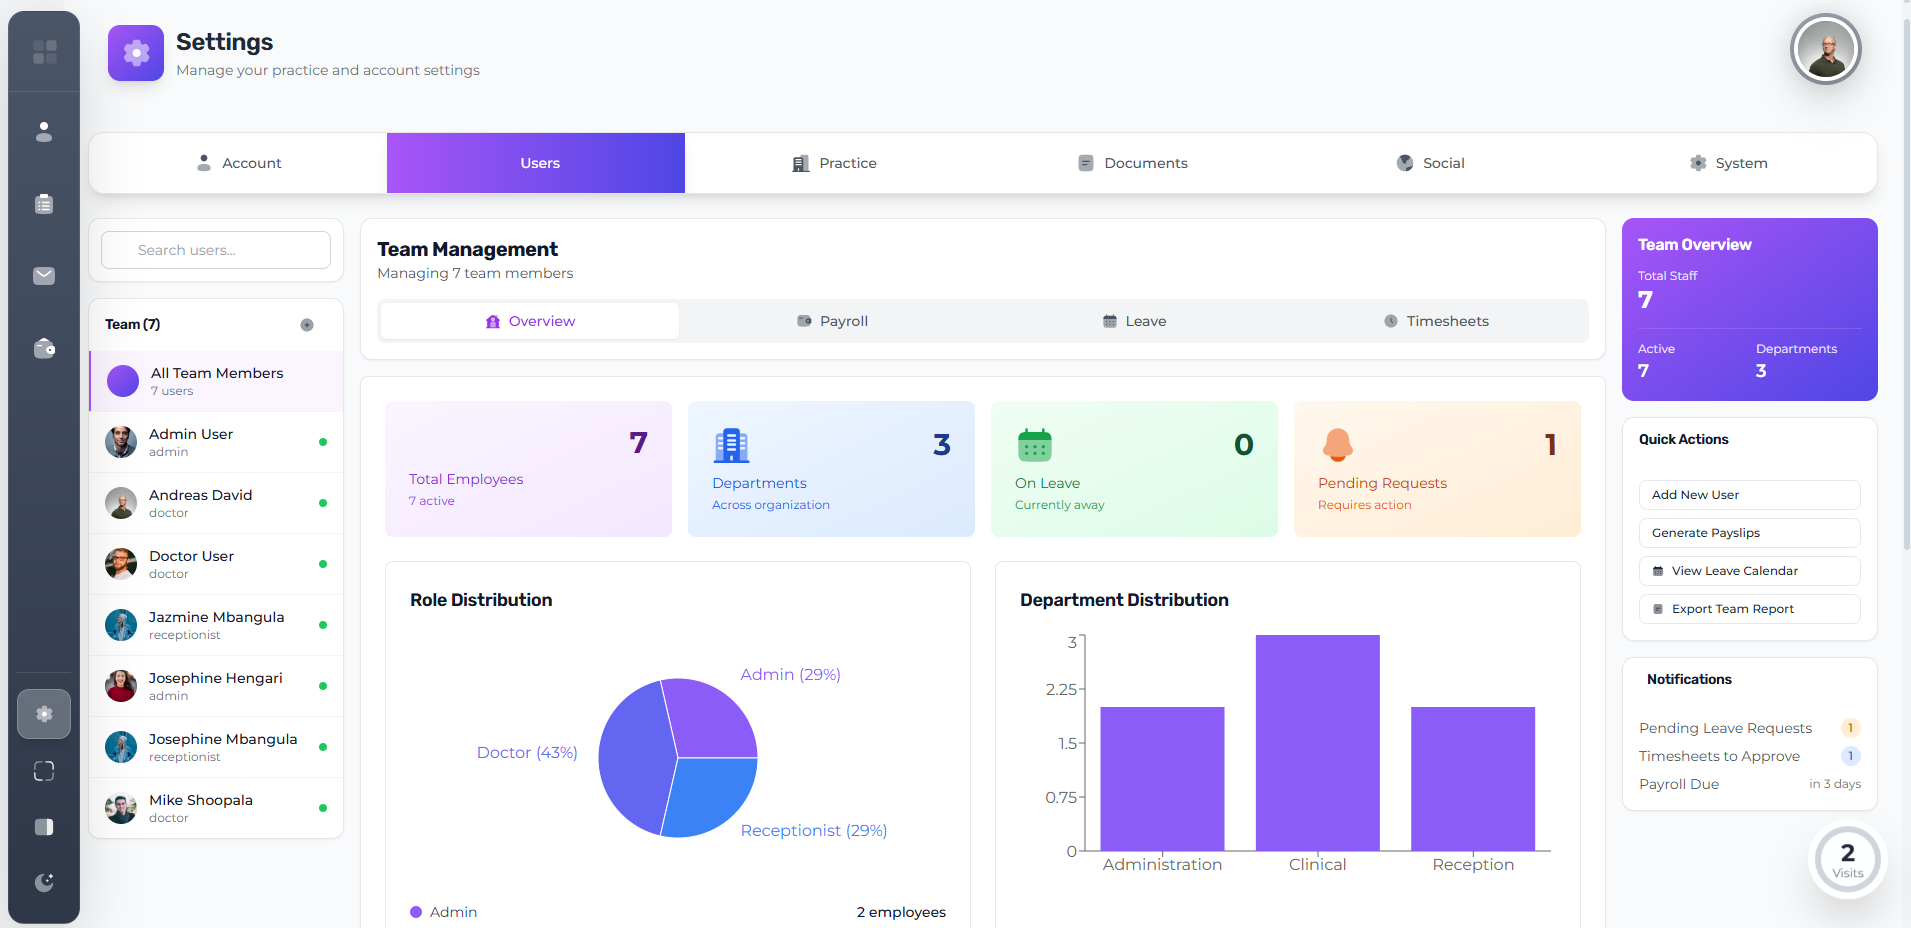 Settings
Manage your practice and account settings
Account
Users
Practice
Documents
Social
System
Search users...
Team (7)
All Team Members
7 users
Admin User
admin
Andreas David
doctor
Doctor User
doctor
Jazmine Mbangula
receptionist
Josephine Hengari
admin
Josephine Mbangula
receptionist
Mike Shoopala
doctor
Team Management
Managing 7 team members
Overview
Payroll
Leave
Timesheets
7
Total Employees
7 active
3
Departments
Across organization
0
On Leave
Currently away
1
Pending Requests
Requires action
Role Distribution
Admin (29%)
Doctor (43%)
Receptionist (29%)
Admin
2 employees
Department Distribution
3
2.25
1.5
0.75
0
Administration
Clinical
Reception
Team Overview
Total Staff
7
Active
Departments
7
3
Quick Actions
Add New User
Generate Payslips
View Leave Calendar
Export Team Report
Notifications
Pending Leave Requests 1
Timesheets to Approve 1
Payroll Due in 3 days
2
Visits